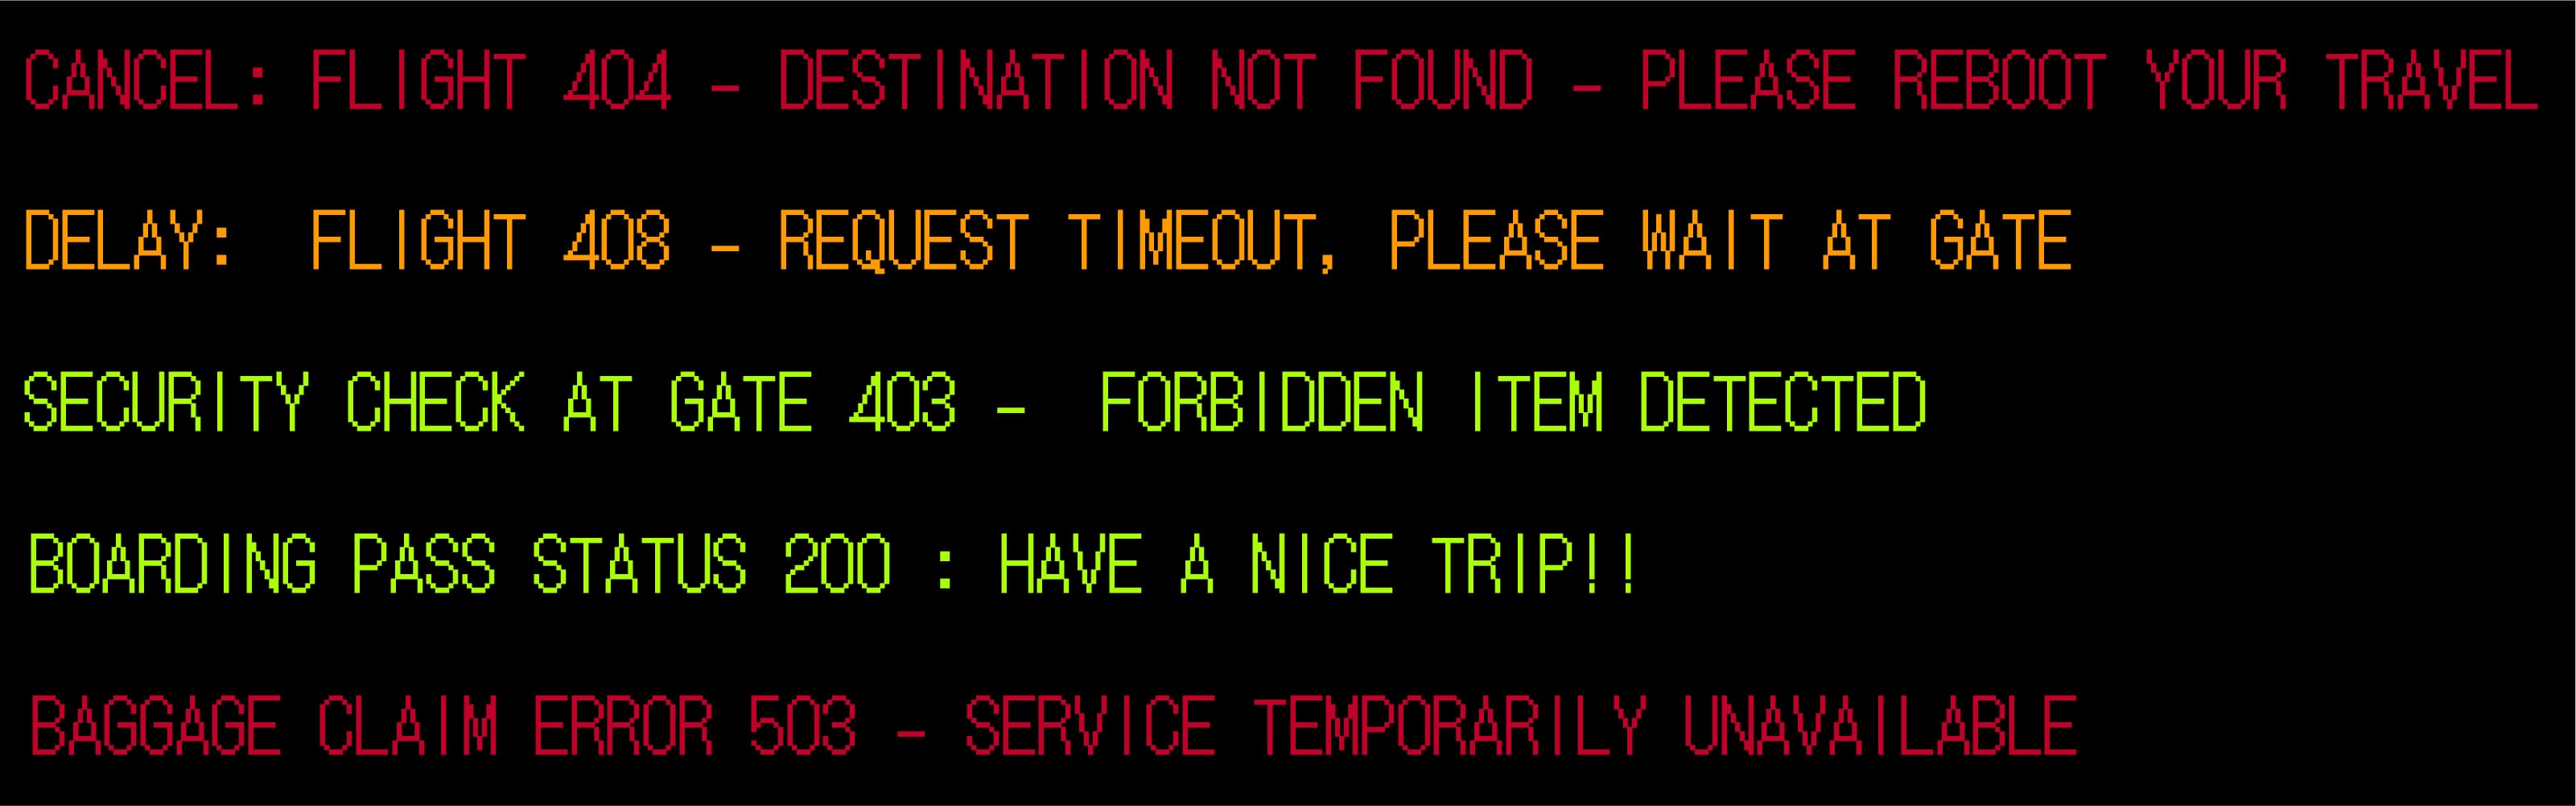 CANCEL: FLIGHT 404 - DESTINATION NOT FOUND - PLEASE REBOOT YOUR TRAVEL
DELAY:  FLIGHT 408 - REQUEST TIMEOUT, PLEASE WAIT AT GATE
SECURITY CHECK AT GATE 403 -  FORBIDDEN ITEM DETECTED
BOARDING PASS STATUS 200 : HAVE A NICE TRIP!!
BAGGAGE CLAIM ERROR 503 - SERVICE TEMPORARILY UNAVAILABLE